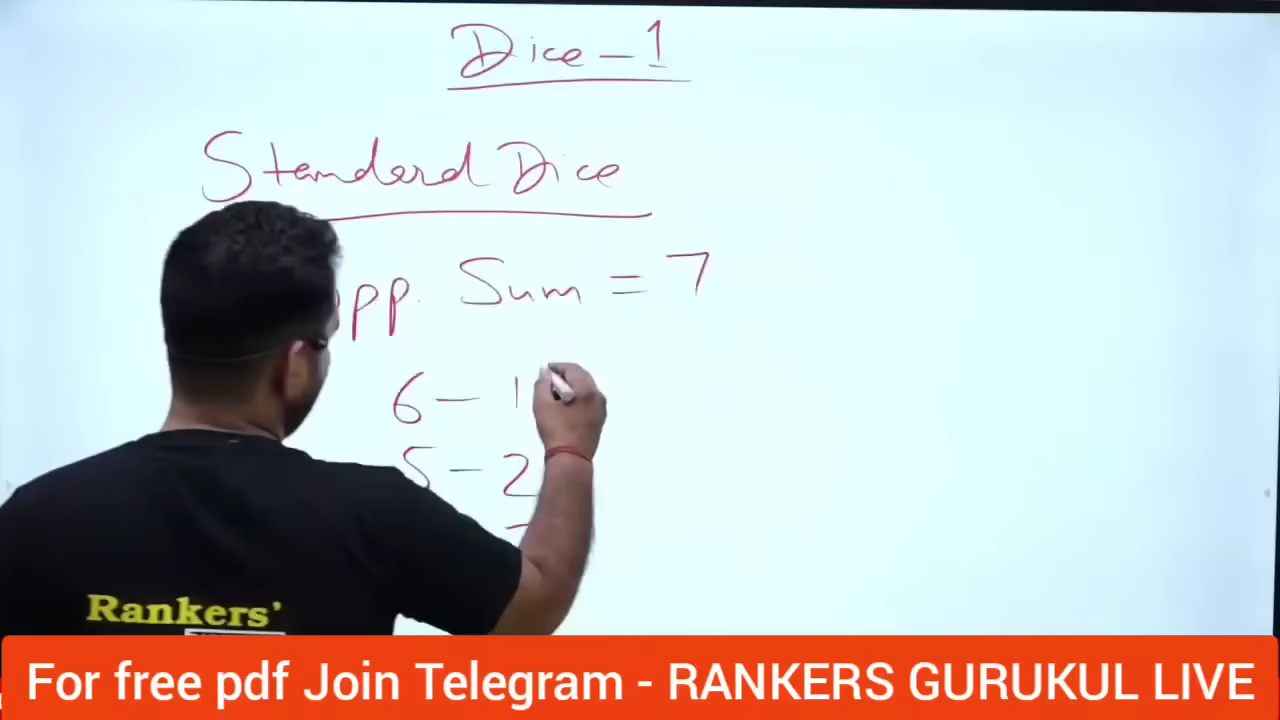 Dice-1
Standard Dice
pp. Sum = 7
6 - 1
5 - 2
Rankers'
For free pdf Join Telegram - RANKERS GURUKUL LIVE